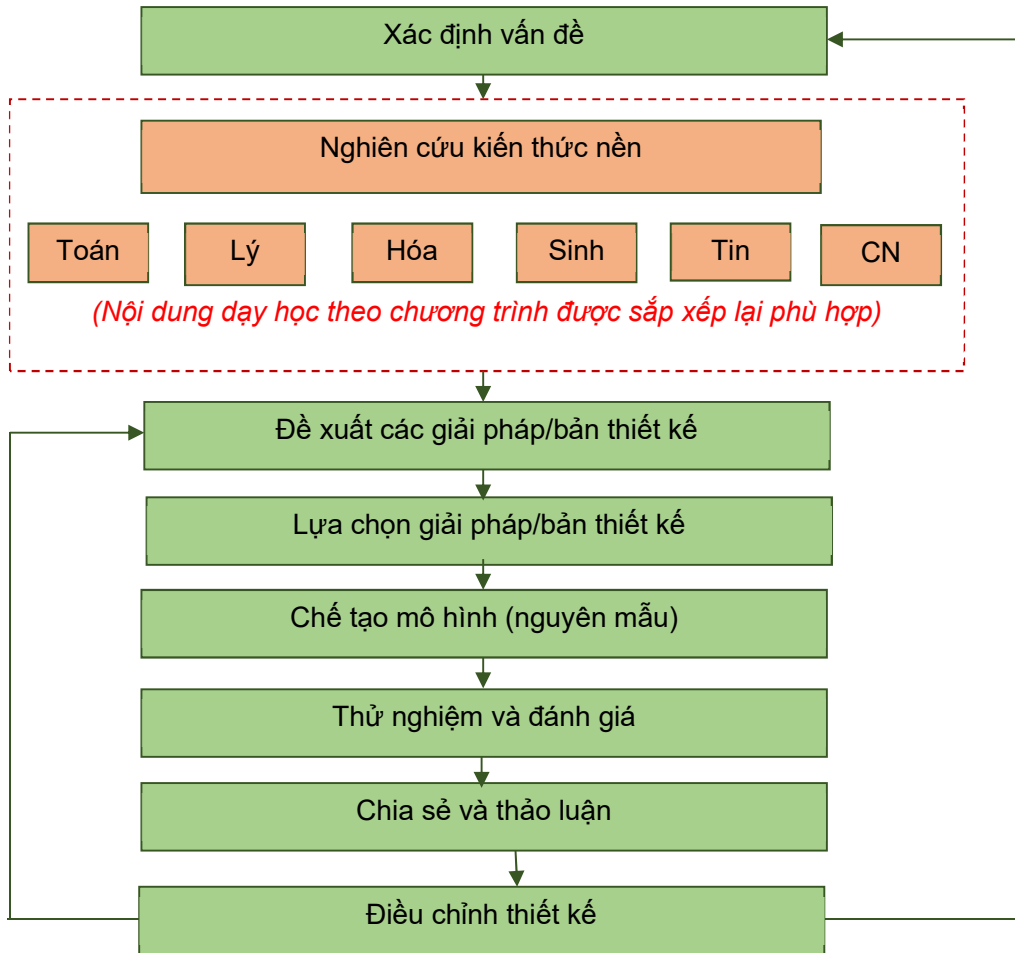 Xác định vấn đề
Nghiên cứu kiến thức nền
Toán Lý Hóa Sinh Tin CN
(Nội dung dạy học theo chương trình được sắp xếp lại phù hợp)
Đề xuất các giải pháp/bản thiết kế
Lựa chọn giải pháp/bản thiết kế
Chế tạo mô hình (nguyên mẫu)
Thử nghiệm và đánh giá
Chia sẻ và thảo luận
Điều chỉnh thiết kế